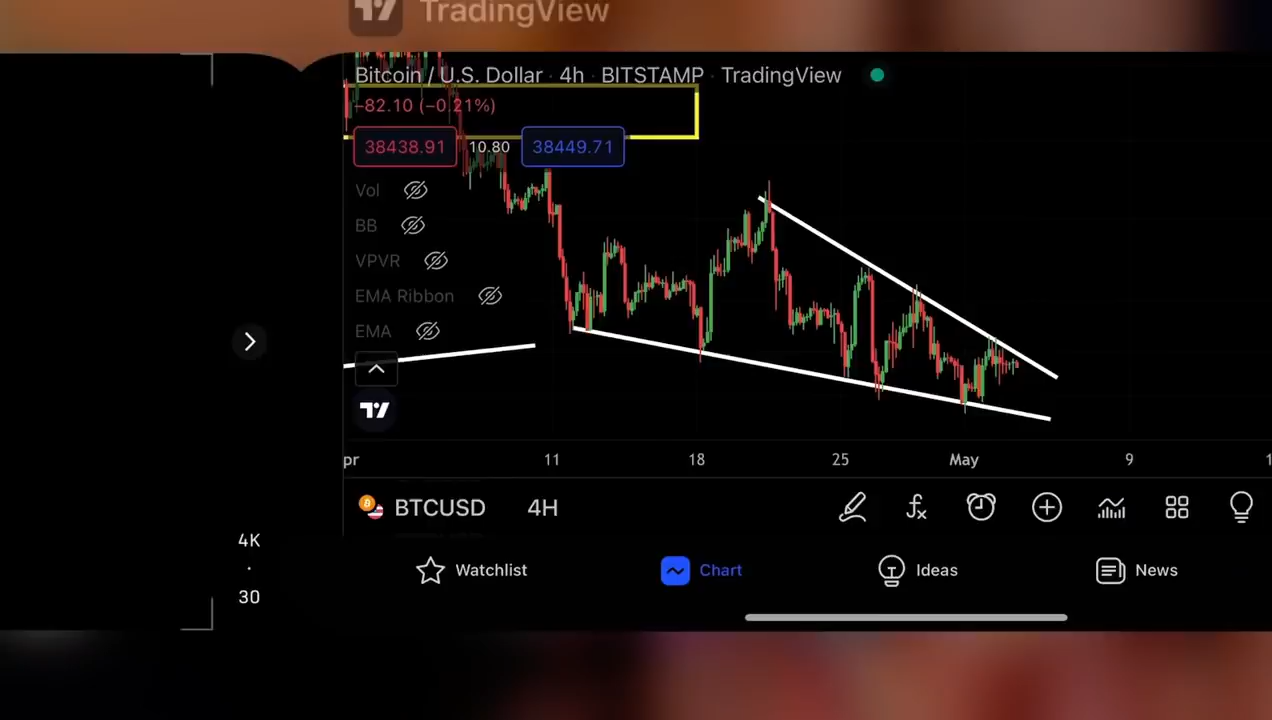 TradingView
Bitcoin / U.S. Dollar · 4h · BITSTAMP · TradingView
−82.10 (−0.21%)
38438.91 10.80 38449.71
Vol
BB
VPVR
EMA Ribbon
EMA
pr 11 18 25 May 9 1
BTCUSD 4H
4K
·
30
Watchlist Chart Ideas News